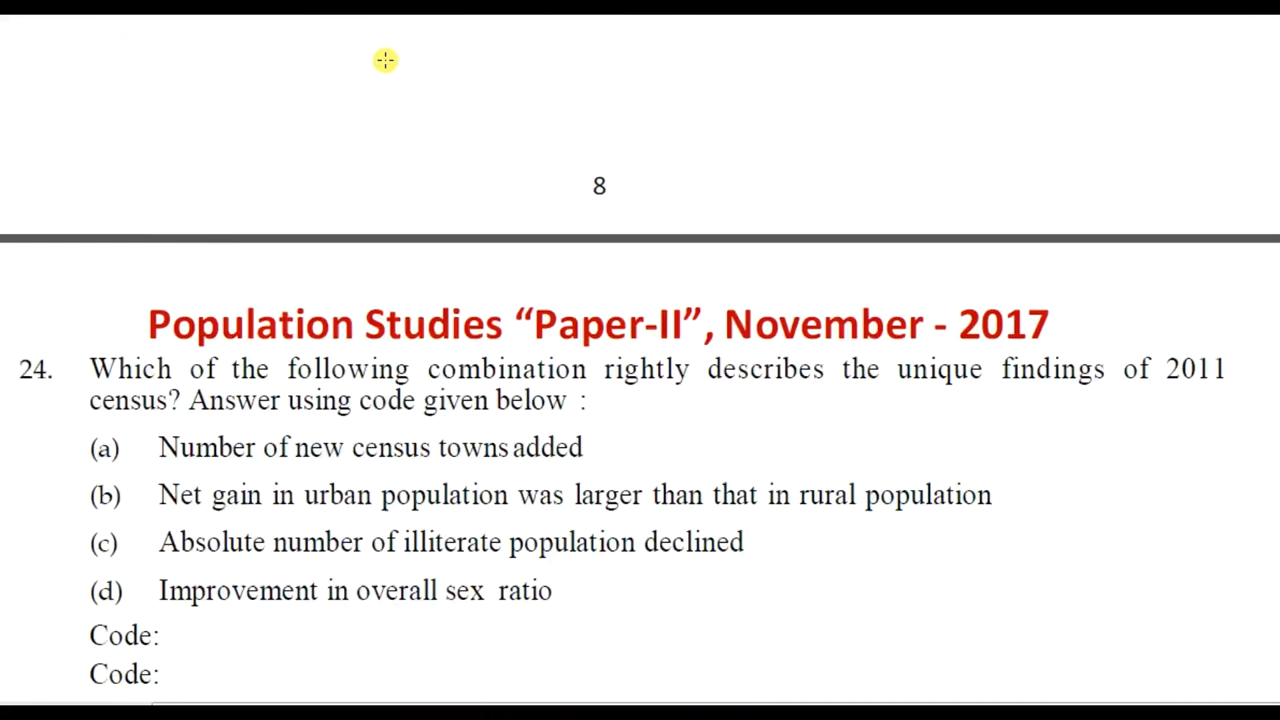 8
Population Studies “Paper-II”, November - 2017
24. Which of the following combination rightly describes the unique findings of 2011
census? Answer using code given below :
(a) Number of new census towns added
(b) Net gain in urban population was larger than that in rural population
(c) Absolute number of illiterate population declined
(d) Improvement in overall sex ratio
Code:
Code: